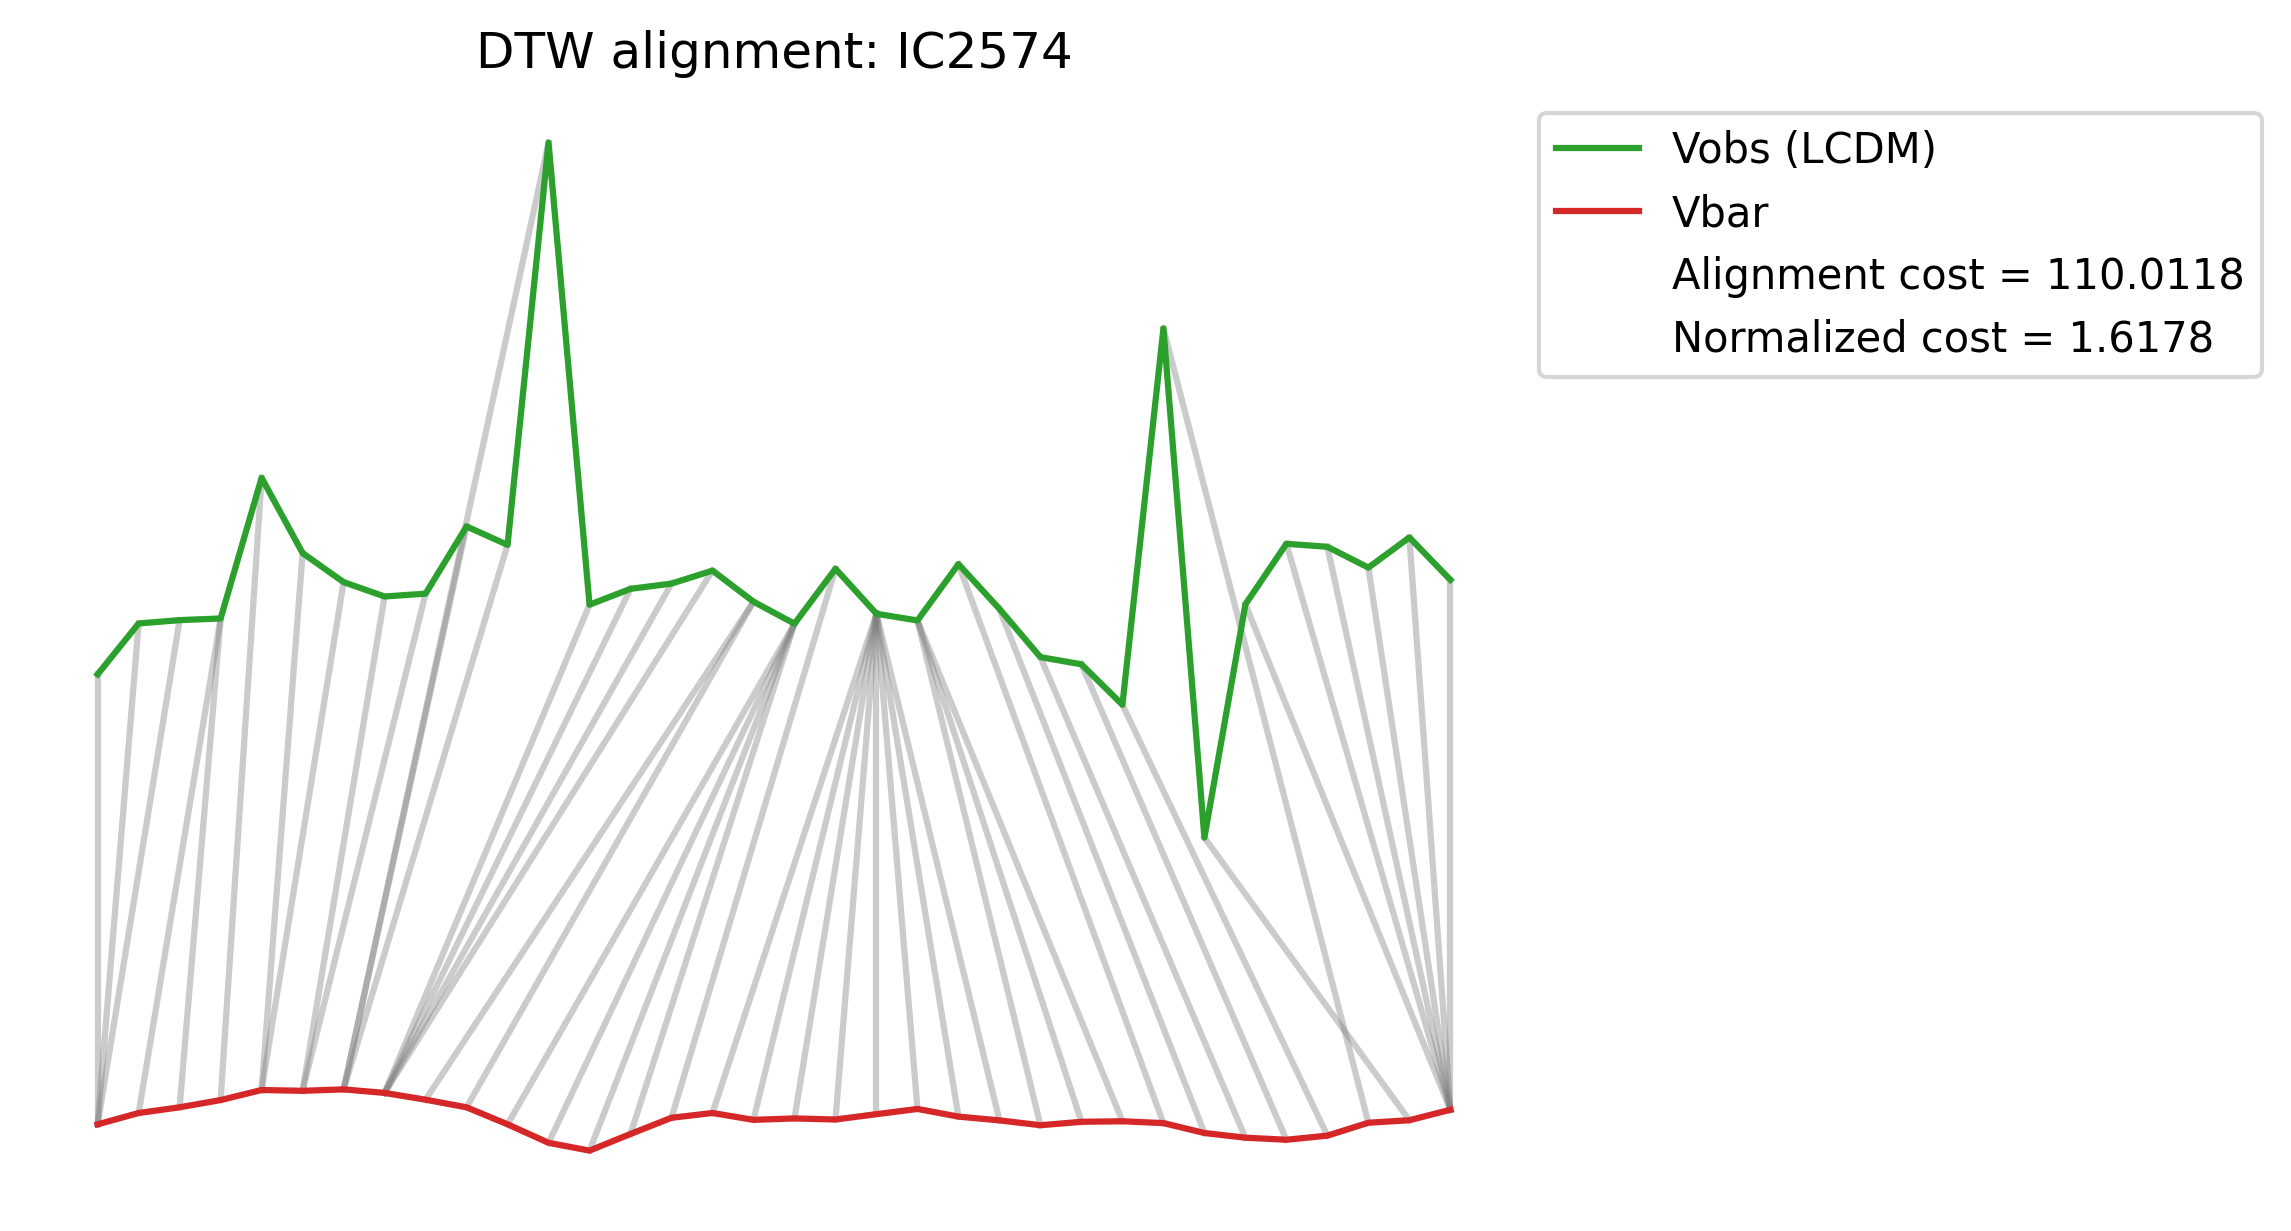 DTW alignment: IC2574
Vobs (LCDM)
Vbar
Alignment cost = 110.0118
Normalized cost = 1.6178